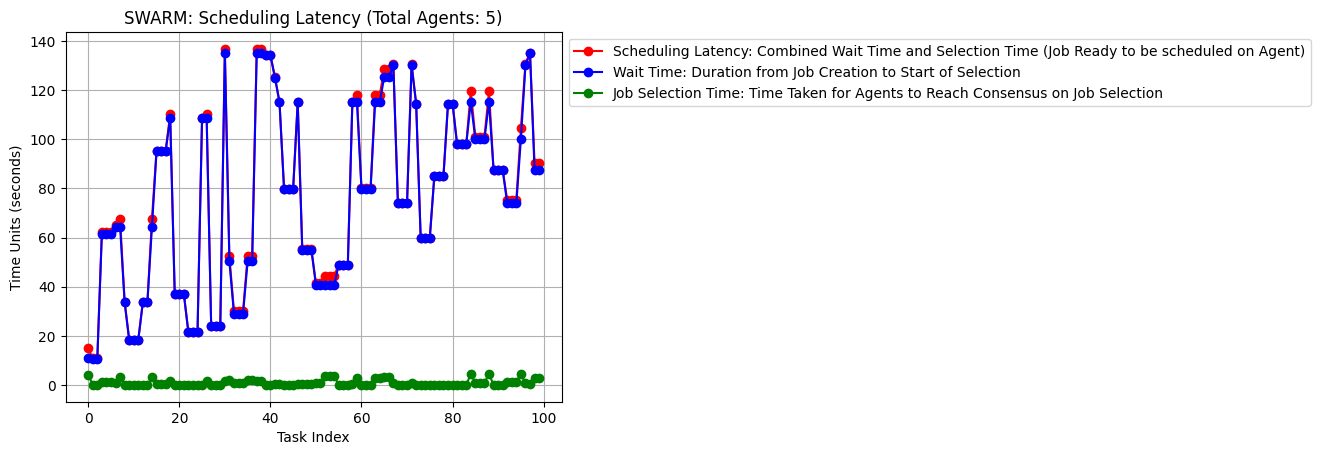 SWARM: Scheduling Latency (Total Agents: 5)
Scheduling Latency: Combined Wait Time and Selection Time (Job Ready to be scheduled on Agent)
Wait Time: Duration from Job Creation to Start of Selection
Job Selection Time: Time Taken for Agents to Reach Consensus on Job Selection
Time Units (seconds)
140
120
100
80
60
40
20
0
0 20 40 60 80 100
Task Index